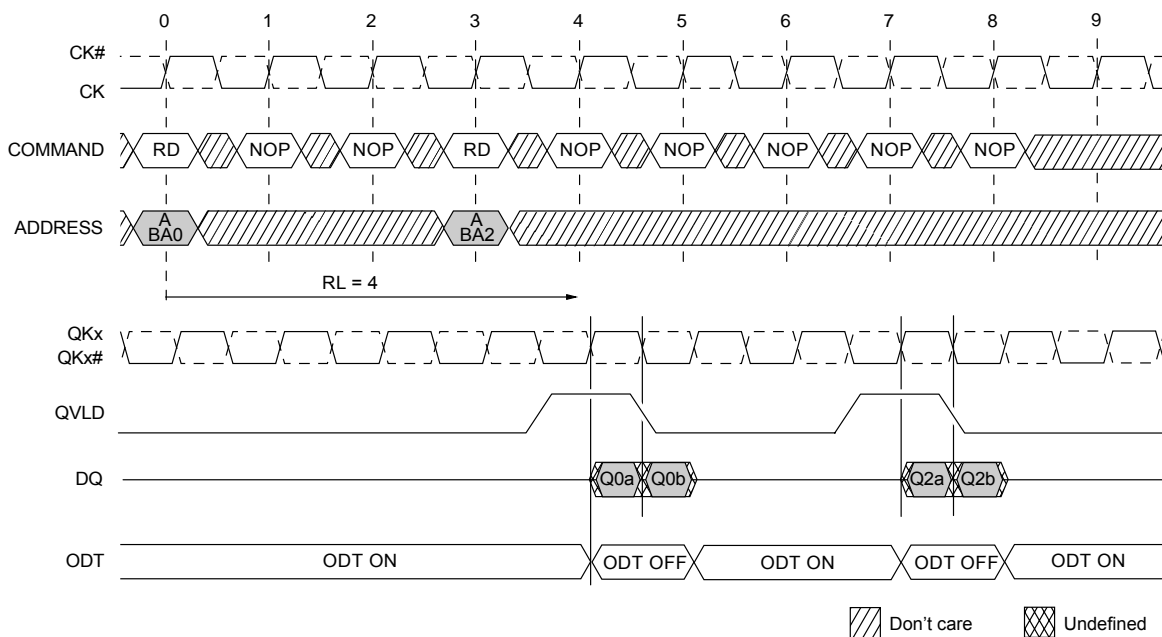 0 1 2 3 4 5 6 7 8 9
CK#
CK
COMMAND RD NOP NOP RD NOP NOP NOP NOP NOP
ADDRESS A BA0 A BA2
RL = 4
QKx
QKx#
QVLD
DQ Q0a Q0b Q2a Q2b
ODT ODT ON ODT OFF ODT ON ODT OFF ODT ON
Don't care Undefined